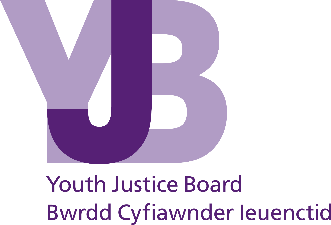 YJB
Youth Justice Board
Bwrdd Cyfiawnder Ieuenctid